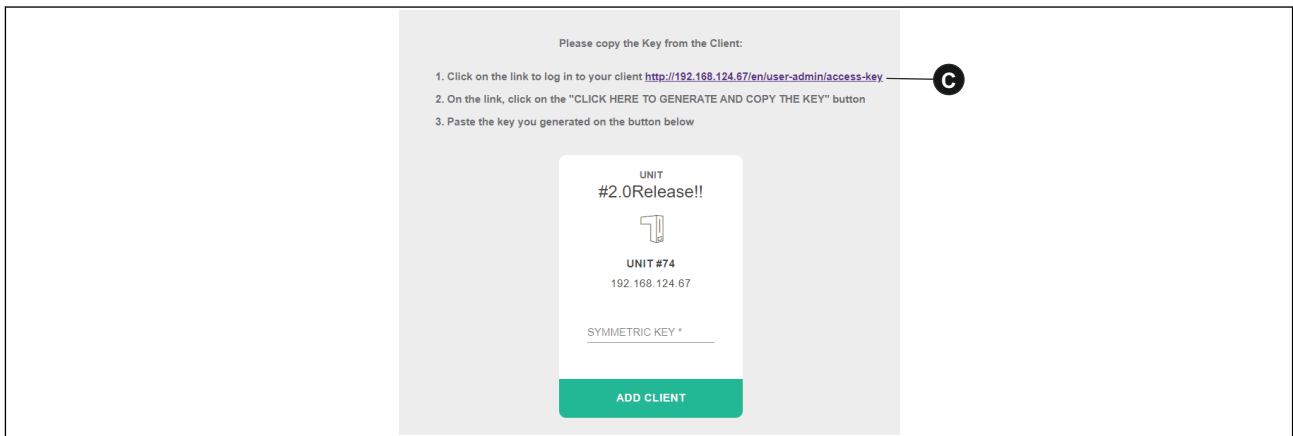 Please copy the Key from the Client:
1. Click on the link to log in to your client http://192.168.124.67/en/user-admin/access-key
C
2. On the link, click on the "CLICK HERE TO GENERATE AND COPY THE KEY" button
3. Paste the key you generated on the button below
UNIT
#2.0Release!!
UNIT #74
192.168.124.67
SYMMETRIC KEY *
ADD CLIENT